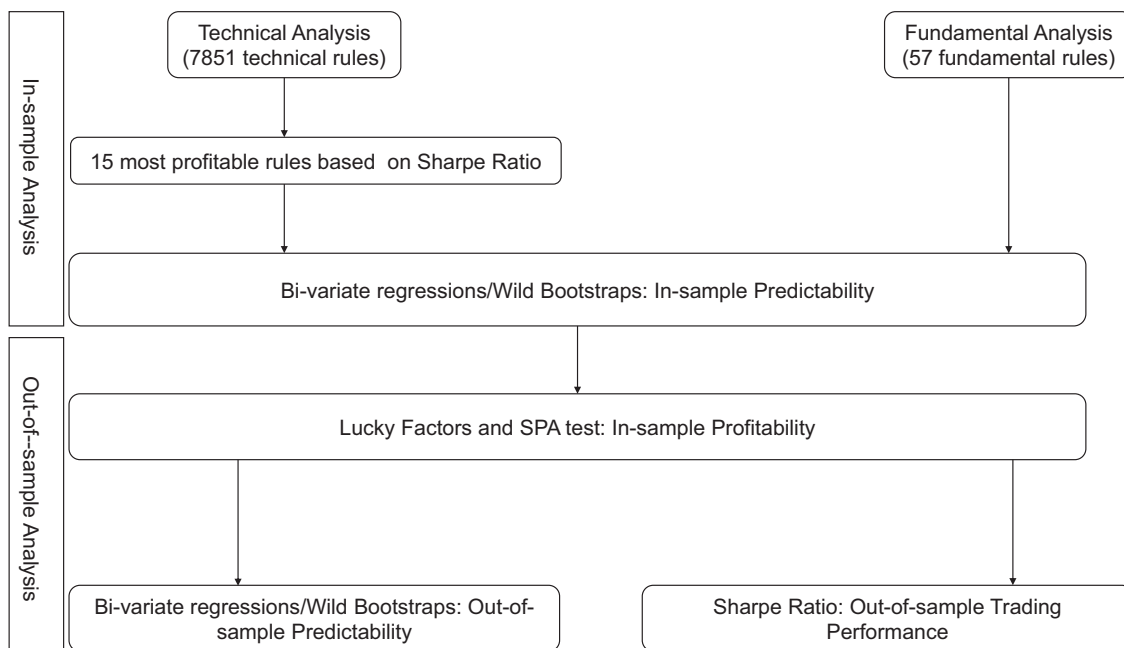 Technical Analysis
(7851 technical rules)
Fundamental Analysis
(57 fundamental rules)
In-sample Analysis
15 most profitable rules based on Sharpe Ratio
Bi-variate regressions/Wild Bootstraps: In-sample Predictability
Out-of--sample Analysis
Lucky Factors and SPA test: In-sample Profitability
Bi-variate regressions/Wild Bootstraps: Out-of-
sample Predictability
Sharpe Ratio: Out-of-sample Trading
Performance